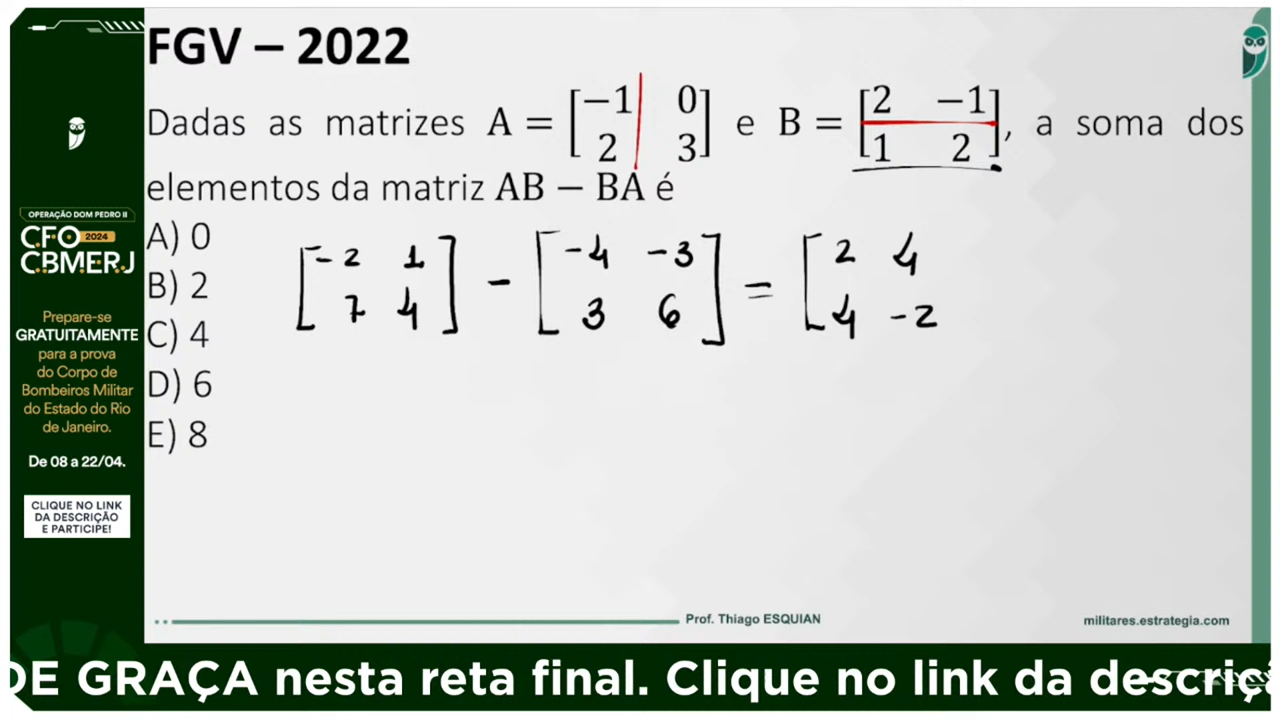 FGV – 2022
Dadas as matrizes A = [−1 0 e B = [2 −1], a soma dos
2 3] 1 2
elementos da matriz AB − BA é
A) 0
B) 2
C) 4
D) 6
E) 8
[-2 1 - [-4 -3 = [2 4
7 4] 3 6] 4 -2
OPERAÇÃO DOM PEDRO II
CFO 2024
CBMERJ
Prepare-se
GRATUITAMENTE
para a prova
do Corpo de
Bombeiros Militar
do Estado do Rio
de Janeiro.
De 08 a 22/04.
CLIQUE NO LINK
DA DESCRIÇÃO
E PARTICIPE!
Prof. Thiago ESQUIAN
militares.estrategia.com
DE GRAÇA nesta reta final. Clique no link da descriç